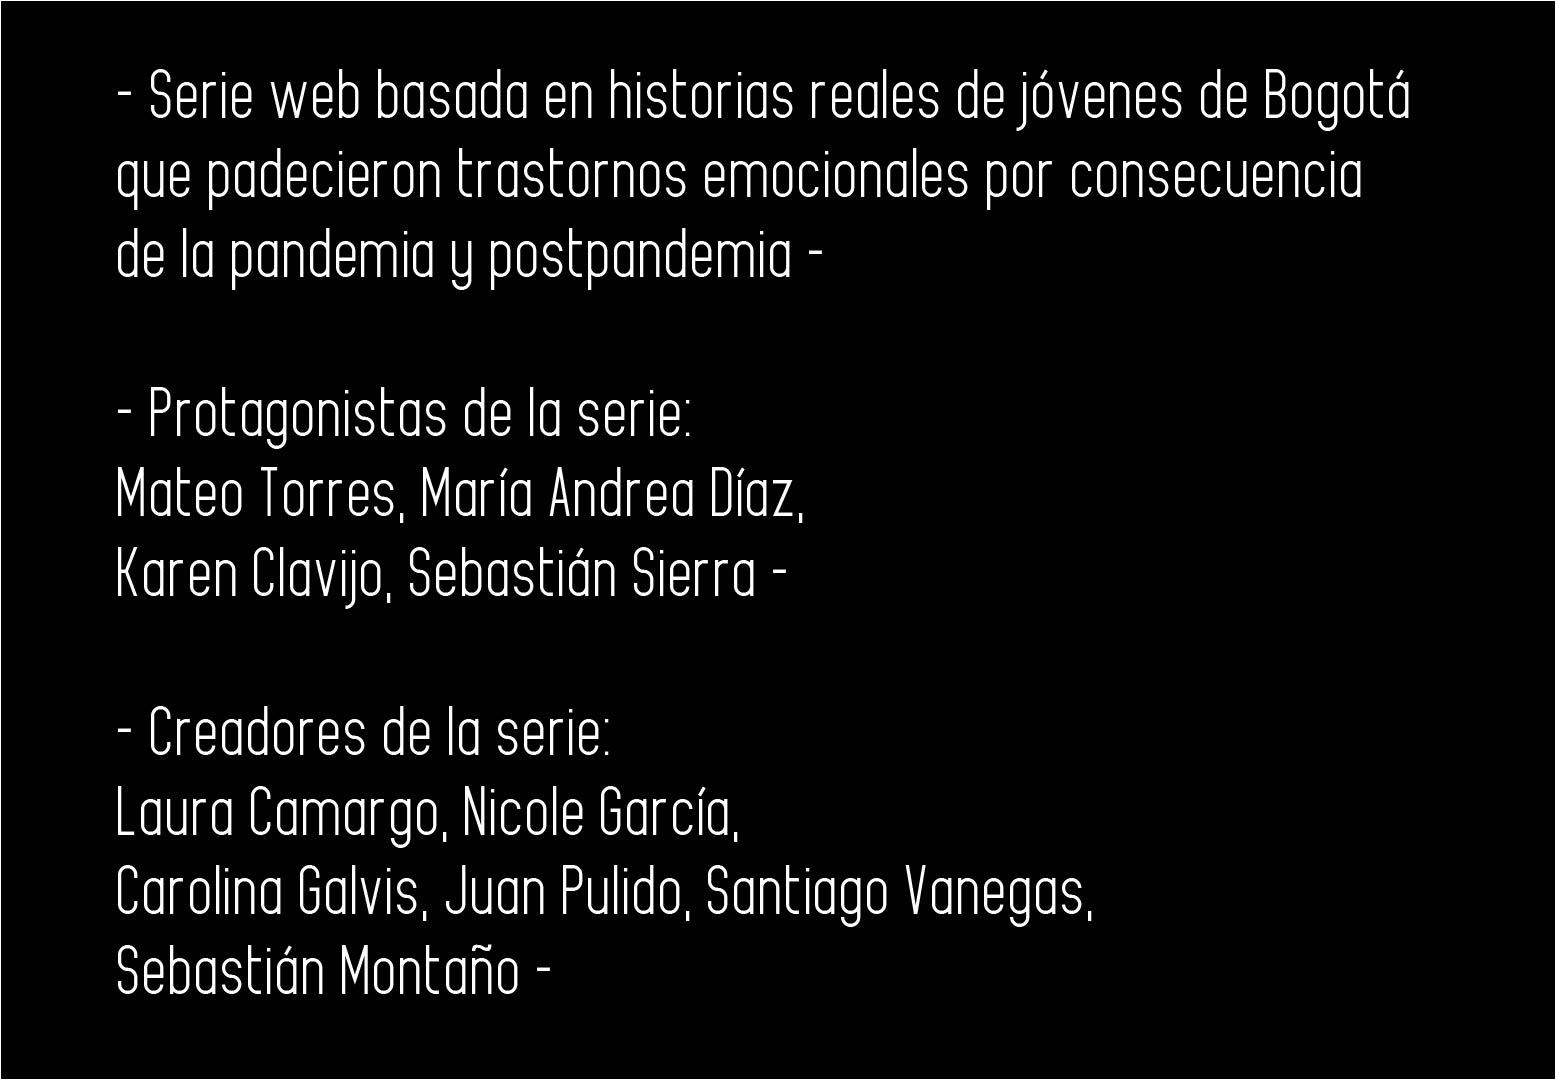 - Serie web basada en historias reales de jóvenes de Bogotá
que padecieron trastornos emocionales por consecuencia
de la pandemia y postpandemia -
- Protagonistas de la serie:
Mateo Torres, María Andrea Díaz,
Karen Clavijo, Sebastián Sierra -
- Creadores de la serie:
Laura Camargo, Nicole García,
Carolina Galvis, Juan Pulido, Santiago Vanegas,
Sebastián Montaño -